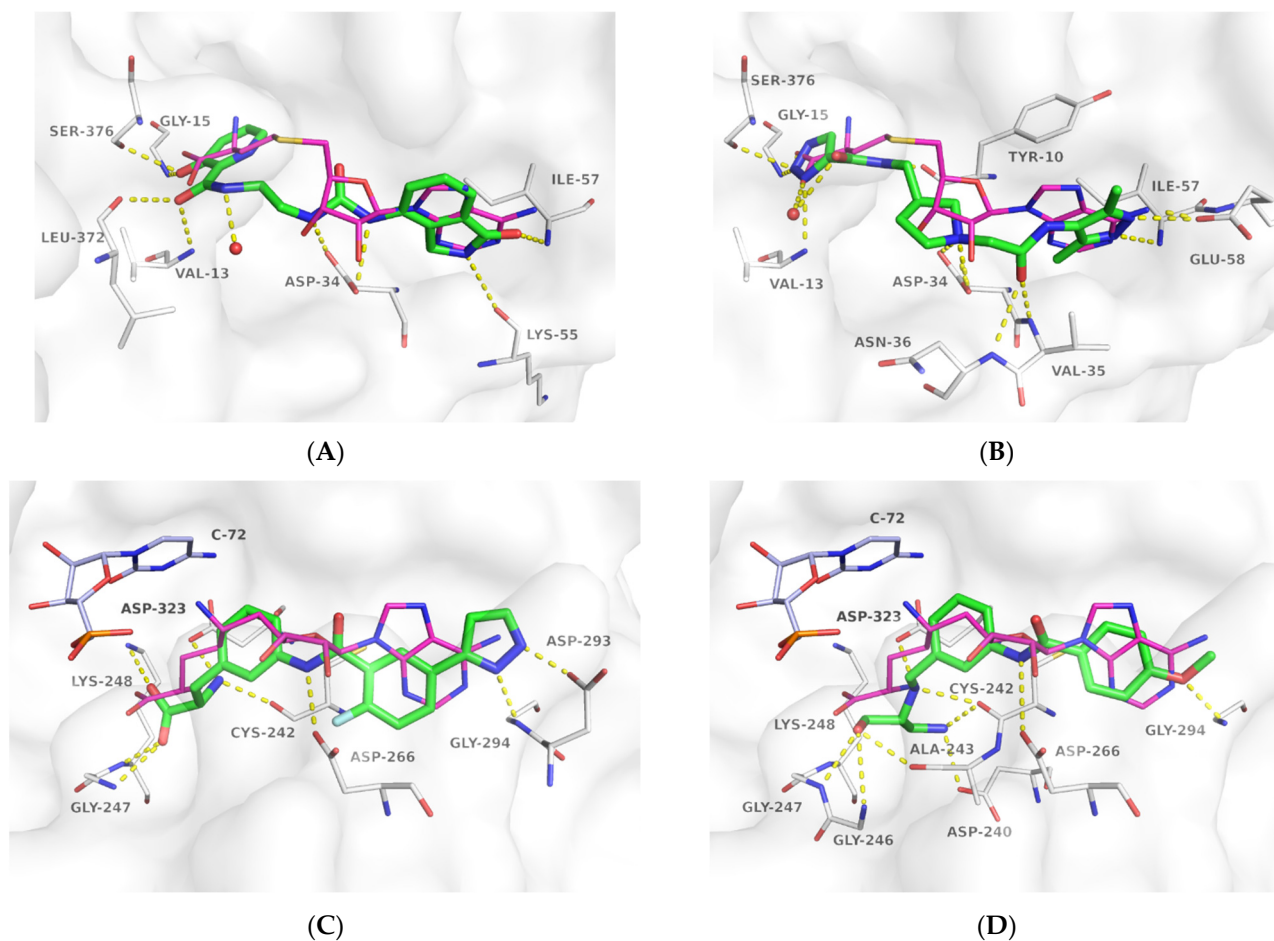 SER-376
GLY-15
ILE-57
LEU-372
VAL-13
ASP-34
LYS-55
(A)
SER-376
GLY-15
TYR-10
ILE-57
GLU-58
VAL-13
ASP-34
ASN-36
VAL-35
(B)
C-72
ASP-323
ASP-293
LYS-248
CYS-242
GLY-294
ASP-266
GLY-247
(C)
C-72
ASP-323
CYS-242
LYS-248
GLY-294
ALA-243
ASP-266
GLY-247
GLY-246
ASP-240
(D)